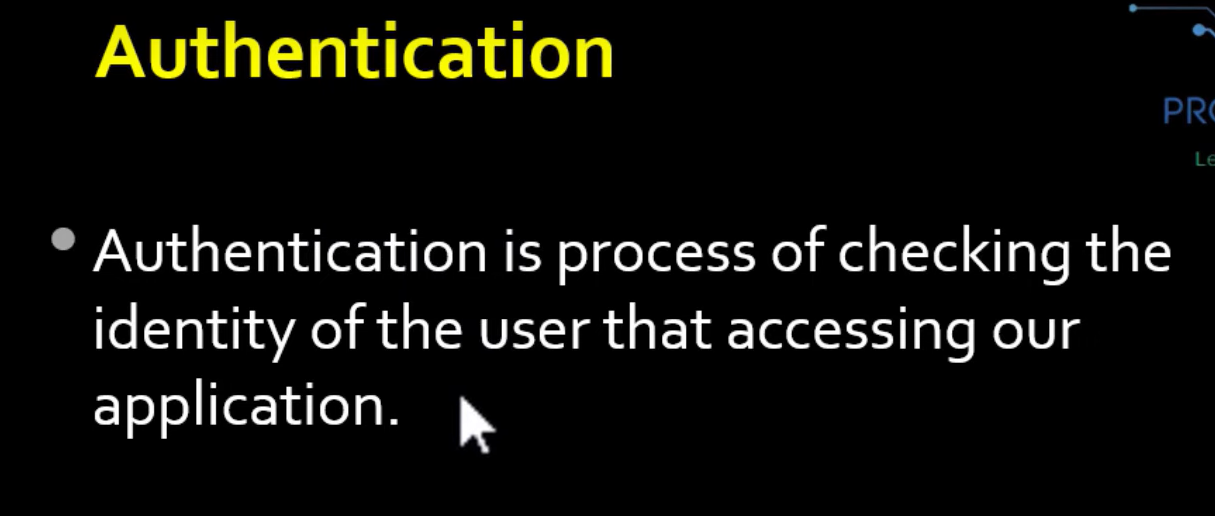 Authentication
Authentication is process of checking the
identity of the user that accessing our
application.